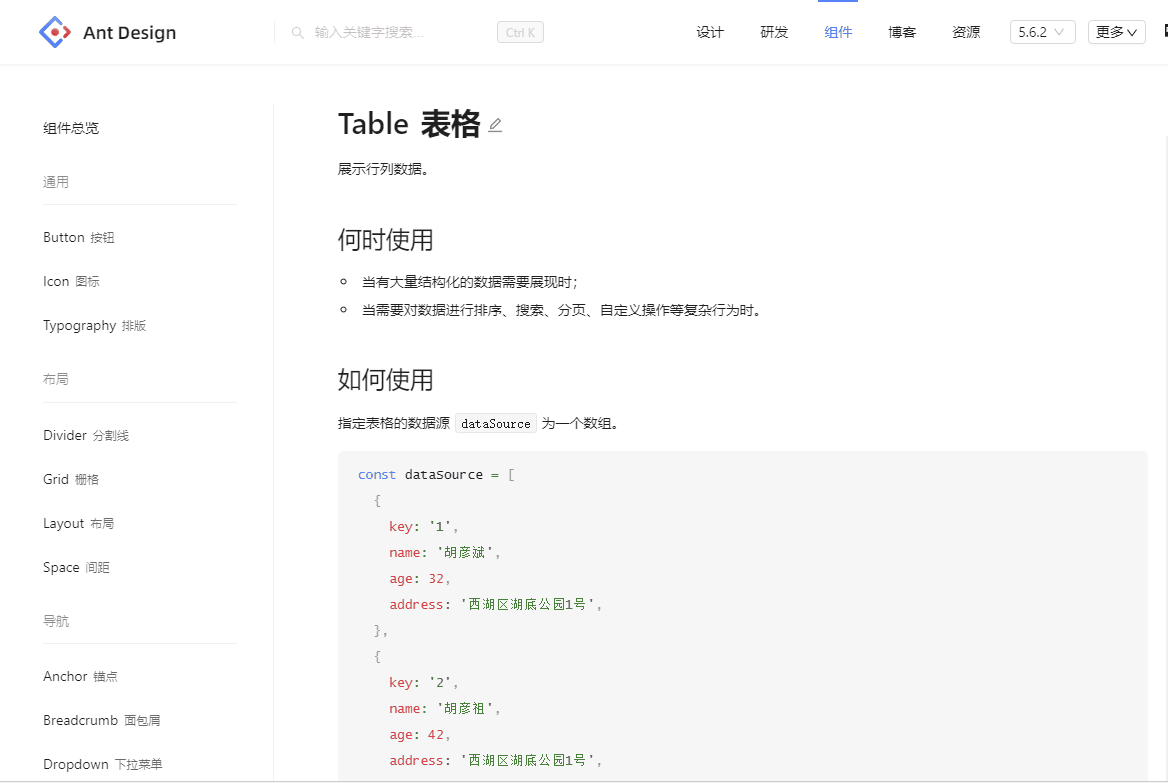 Ant Design
输入关键字搜索... Ctrl K
设计 研发 组件 博客 资源 5.6.2 更多
组件总览
通用
Button 按钮
Icon 图标
Typography 排版
布局
Divider 分割线
Grid 栅格
Layout 布局
Space 间距
导航
Anchor 锚点
Breadcrumb 面包屑
Dropdown 下拉菜单
Table 表格
展示行列数据。
何时使用
当有大量结构化的数据需要展现时；
当需要对数据进行排序、搜索、分页、自定义操作等复杂行为时。
如何使用
指定表格的数据源 dataSource 为一个数组。
const dataSource = [
{
key: '1',
name: '胡彦斌',
age: 32,
address: '西湖区湖底公园1号',
},
{
key: '2',
name: '胡彦祖',
age: 42,
address: '西湖区湖底公园1号',